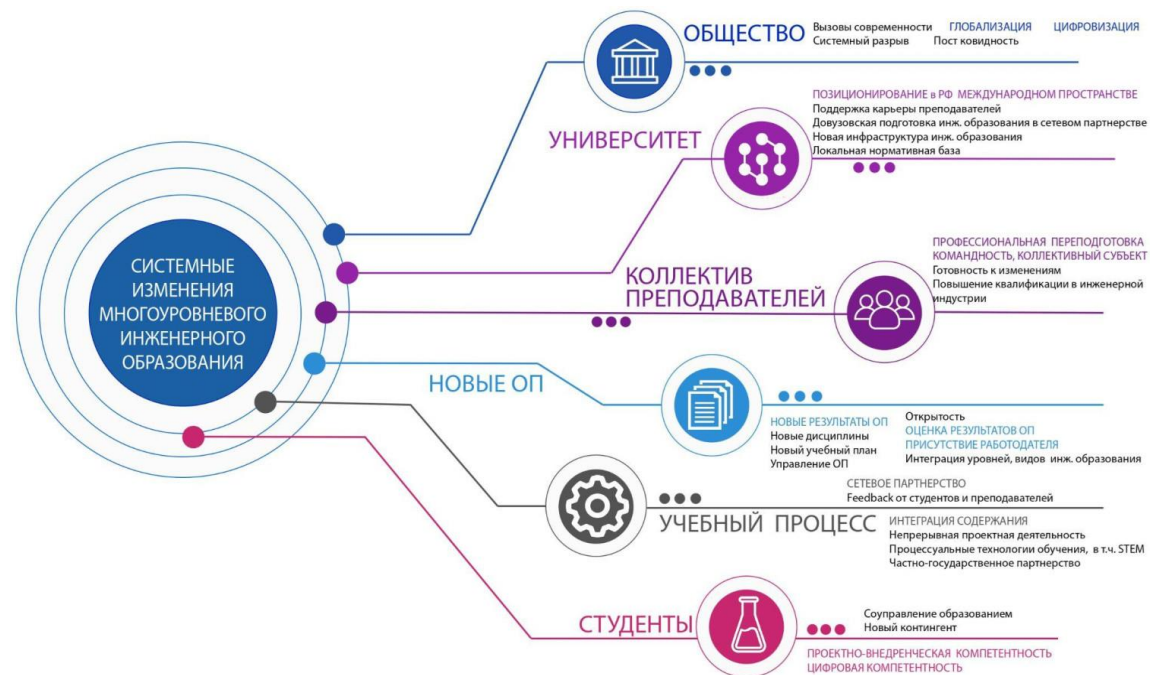 ОБЩЕСТВО
Вызовы современности ГЛОБАЛИЗАЦИЯ ЦИФРОВИЗАЦИЯ
Системный разрыв Пост ковидность
УНИВЕРСИТЕТ
ПОЗИЦИОНИРОВАНИЕ в РФ МЕЖДУНАРОДНОМ ПРОСТРАНСТВЕ
Поддержка карьеры преподавателей
Довузовская подготовка инж. образования в сетевом партнерстве
Новая инфраструктура инж. образования
Локальная нормативная база
СИСТЕМНЫЕ
ИЗМЕНЕНИЯ
МНОГОУРОВНЕВОГО
ИНЖЕНЕРНОГО
ОБРАЗОВАНИЯ
КОЛЛЕКТИВ
ПРЕПОДАВАТЕЛЕЙ
ПРОФЕССИОНАЛЬНАЯ ПЕРЕПОДГОТОВКА
КОМАНДНОСТЬ, КОЛЛЕКТИВНЫЙ СУБЪЕКТ
Готовность к изменениям
Повышение квалификации в инженерной
индустрии
НОВЫЕ ОП
НОВЫЕ РЕЗУЛЬТАТЫ ОП
Новые дисциплины
Новый учебный план
Управление ОП
Открытость
ОЦЕНКА РЕЗУЛЬТАТОВ ОП
ПРИСУТСТВИЕ РАБОТОДАТЕЛЯ
Интеграция уровней, видов инж. образования
УЧЕБНЫЙ ПРОЦЕСС
СЕТЕВОЕ ПАРТНЕРСТВО
Feedback от студентов и преподавателей
ИНТЕГРАЦИЯ СОДЕРЖАНИЯ
Непрерывная проектная деятельность
Процессуальные технологии обучения, в т.ч. STEM
Частно-государственное партнерство
СТУДЕНТЫ
Соуправление образованием
Новый контингент
ПРОЕКТНО-ВНЕДРЕНЧЕСКАЯ КОМПЕТЕНТНОСТЬ
ЦИФРОВАЯ КОМПЕТЕНТНОСТЬ